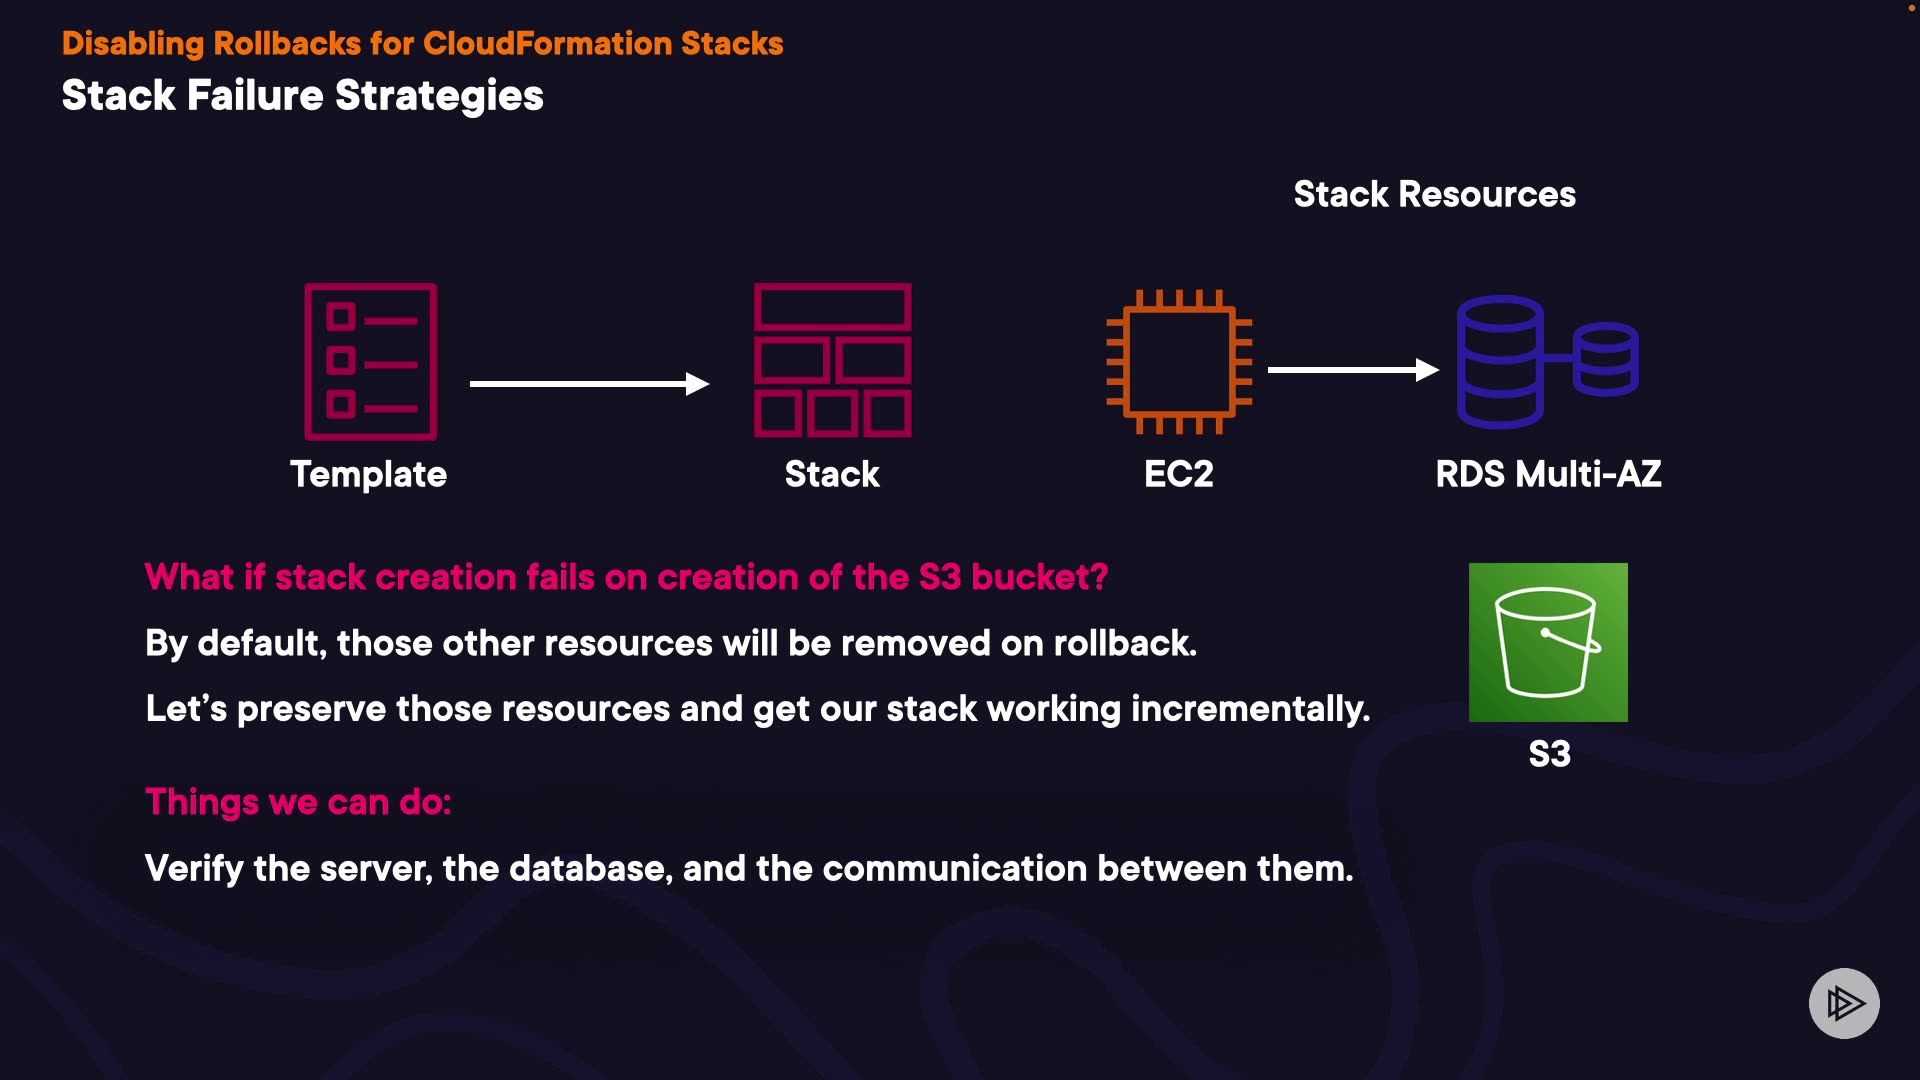 Disabling Rollbacks for CloudFormation Stacks
Stack Failure Strategies
Stack Resources
Template
Stack
EC2
RDS Multi-AZ
What if stack creation fails on creation of the S3 bucket?
By default, those other resources will be removed on rollback.
Let’s preserve those resources and get our stack working incrementally.
S3
Things we can do:
Verify the server, the database, and the communication between them.